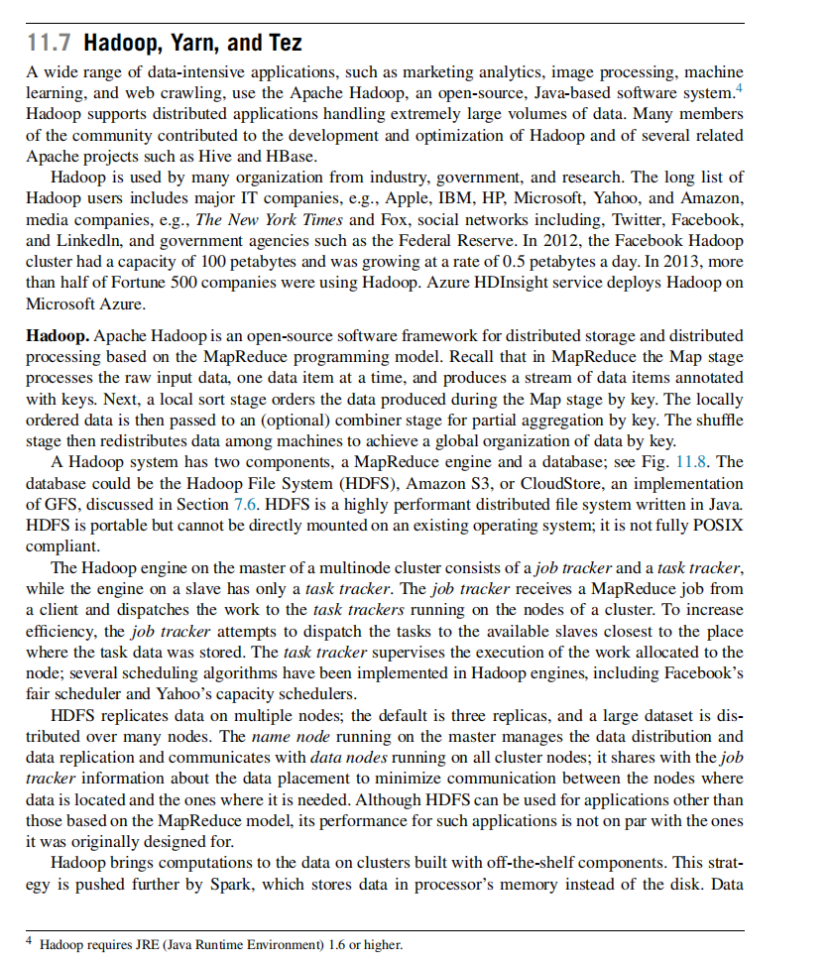 11.7 Hadoop, Yarn, and Tez
A wide range of data-intensive applications, such as marketing analytics, image processing, machine
learning, and web crawling, use the Apache Hadoop, an open-source, Java-based software system.4
Hadoop supports distributed applications handling extremely large volumes of data. Many members
of the community contributed to the development and optimization of Hadoop and of several related
Apache projects such as Hive and HBase.
Hadoop is used by many organization from industry, government, and research. The long list of
Hadoop users includes major IT companies, e.g., Apple, IBM, HP, Microsoft, Yahoo, and Amazon,
media companies, e.g., The New York Times and Fox, social networks including, Twitter, Facebook,
and LinkedIn, and government agencies such as the Federal Reserve. In 2012, the Facebook Hadoop
cluster had a capacity of 100 petabytes and was growing at a rate of 0.5 petabytes a day. In 2013, more
than half of Fortune 500 companies were using Hadoop. Azure HDInsight service deploys Hadoop on
Microsoft Azure.
Hadoop. Apache Hadoop is an open-source software framework for distributed storage and distributed
processing based on the MapReduce programming model. Recall that in MapReduce the Map stage
processes the raw input data, one data item at a time, and produces a stream of data items annotated
with keys. Next, a local sort stage orders the data produced during the Map stage by key. The locally
ordered data is then passed to an (optional) combiner stage for partial aggregation by key. The shuffle
stage then redistributes data among machines to achieve a global organization of data by key.
A Hadoop system has two components, a MapReduce engine and a database; see Fig. 11.8. The
database could be the Hadoop File System (HDFS), Amazon S3, or CloudStore, an implementation
of GFS, discussed in Section 7.6. HDFS is a highly performant distributed file system written in Java.
HDFS is portable but cannot be directly mounted on an existing operating system; it is not fully POSIX
compliant.
The Hadoop engine on the master of a multinode cluster consists of a job tracker and a task tracker,
while the engine on a slave has only a task tracker. The job tracker receives a MapReduce job from
a client and dispatches the work to the task trackers running on the nodes of a cluster. To increase
efficiency, the job tracker attempts to dispatch the tasks to the available slaves closest to the place
where the task data was stored. The task tracker supervises the execution of the work allocated to the
node; several scheduling algorithms have been implemented in Hadoop engines, including Facebook's
fair scheduler and Yahoo's capacity schedulers.
HDFS replicates data on multiple nodes; the default is three replicas, and a large dataset is dis-
tributed over many nodes. The name node running on the master manages the data distribution and
data replication and communicates with data nodes running on all cluster nodes; it shares with the job
tracker information about the data placement to minimize communication between the nodes where
data is located and the ones where it is needed. Although HDFS can be used for applications other than
those based on the MapReduce model, its performance for such applications is not on par with the ones
it was originally designed for.
Hadoop brings computations to the data on clusters built with off-the-shelf components. This strat-
egy is pushed further by Spark, which stores data in processor's memory instead of the disk. Data
4 Hadoop requires JRE (Java Runtime Environment) 1.6 or higher.